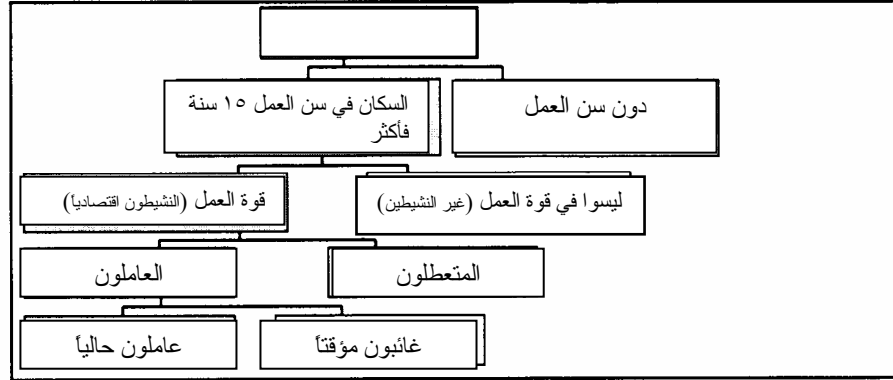 دون سن العمل
السكان في سن العمل ١٥ سنة
فأكثر
ليسوا في قوة العمل (غير النشيطين)
قوة العمل (النشيطون اقتصادياً)
المتعطلون
العاملون
غائبون مؤقتاً
عاملون حالياً